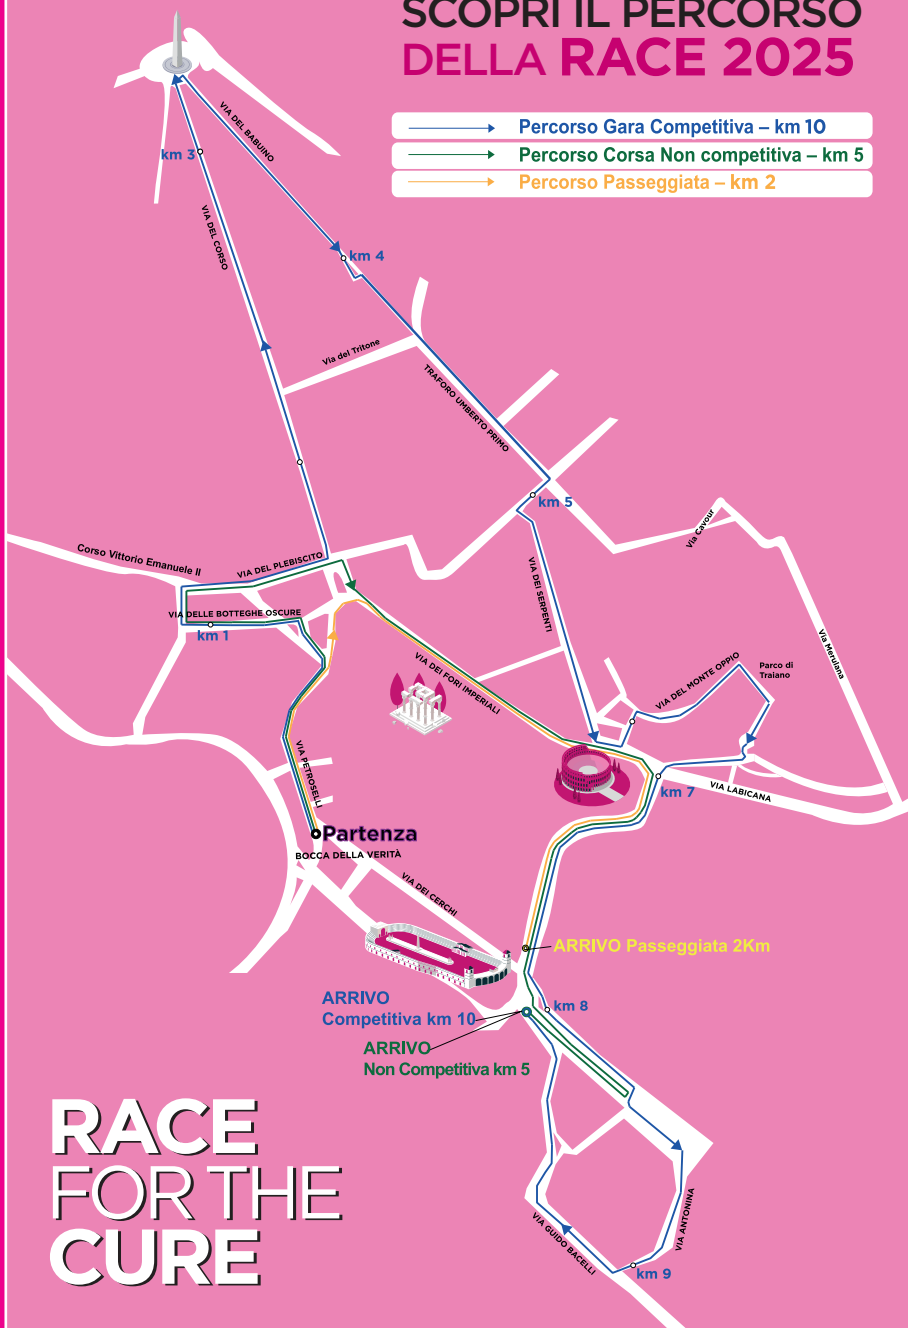 SCOPRI IL PERCORSO
DELLA RACE 2025
Percorso Gara Competitiva – km 10
Percorso Corsa Non competitiva – km 5
Percorso Passeggiata – km 2
VIA DEL BABUINO
km 3
VIA DEL CORSO
km 4
Via del Tritone
TRAFORO UMBERTO PRIMO
km 5
Via Cavour
Corso Vittorio Emanuele II
VIA DEL PLEBISCITO
VIA DEI SERPENTI
VIA DELLE BOTTEGHE OSCURE
km 1
Via Merulana
VIA DEI FORI IMPERIALI
VIA DEL MONTE OPPIO
Parco di
Traiano
VIA PETROSELLI
km 7
VIA LABICANA
Partenza
BOCCA DELLA VERITÀ
VIA DEI CERCHI
ARRIVO Passeggiata 2Km
ARRIVO
Competitiva km 10
km 8
ARRIVO
Non Competitiva km 5
RACE
FOR THE
CURE
VIA ANTONINA
VIA GUIDO BACELLI
km 9